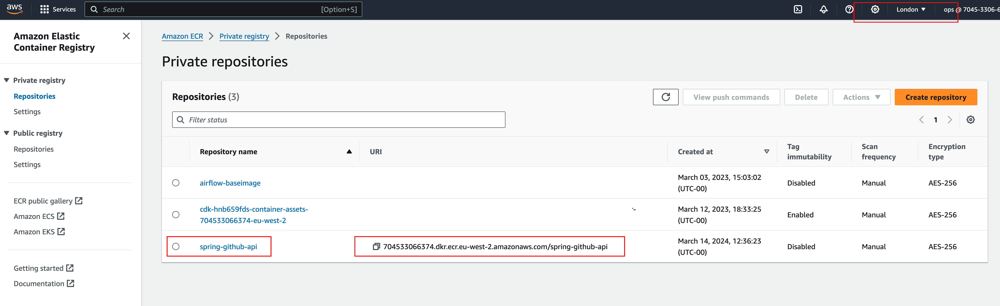 aws
Services
Search
[Option+S]
London
ops @ 7045-3306-6
Amazon Elastic
Container Registry
Private registry
Repositories
Settings
Public registry
Repositories
Settings
ECR public gallery
Amazon ECS
Amazon EKS
Getting started
Documentation
Amazon ECR > Private registry > Repositories
Private repositories
Repositories (3)
View push commands
Delete
Actions
Create repository
Filter status
1
Repository name
URI
Created at
Tag
immutability
Scan
frequency
Encryption
type
airflow-baseimage
March 03, 2023, 15:03:02
(UTC-00)
Disabled
Manual
AES-256
cdk-hnb659fds-container-assets-
704533066374-eu-west-2
March 12, 2023, 18:33:25
(UTC-00)
Enabled
Manual
AES-256
spring-github-api
704533066374.dkr.ecr.eu-west-2.amazonaws.com/spring-github-api
March 14, 2024, 12:36:23
(UTC-00)
Disabled
Manual
AES-256